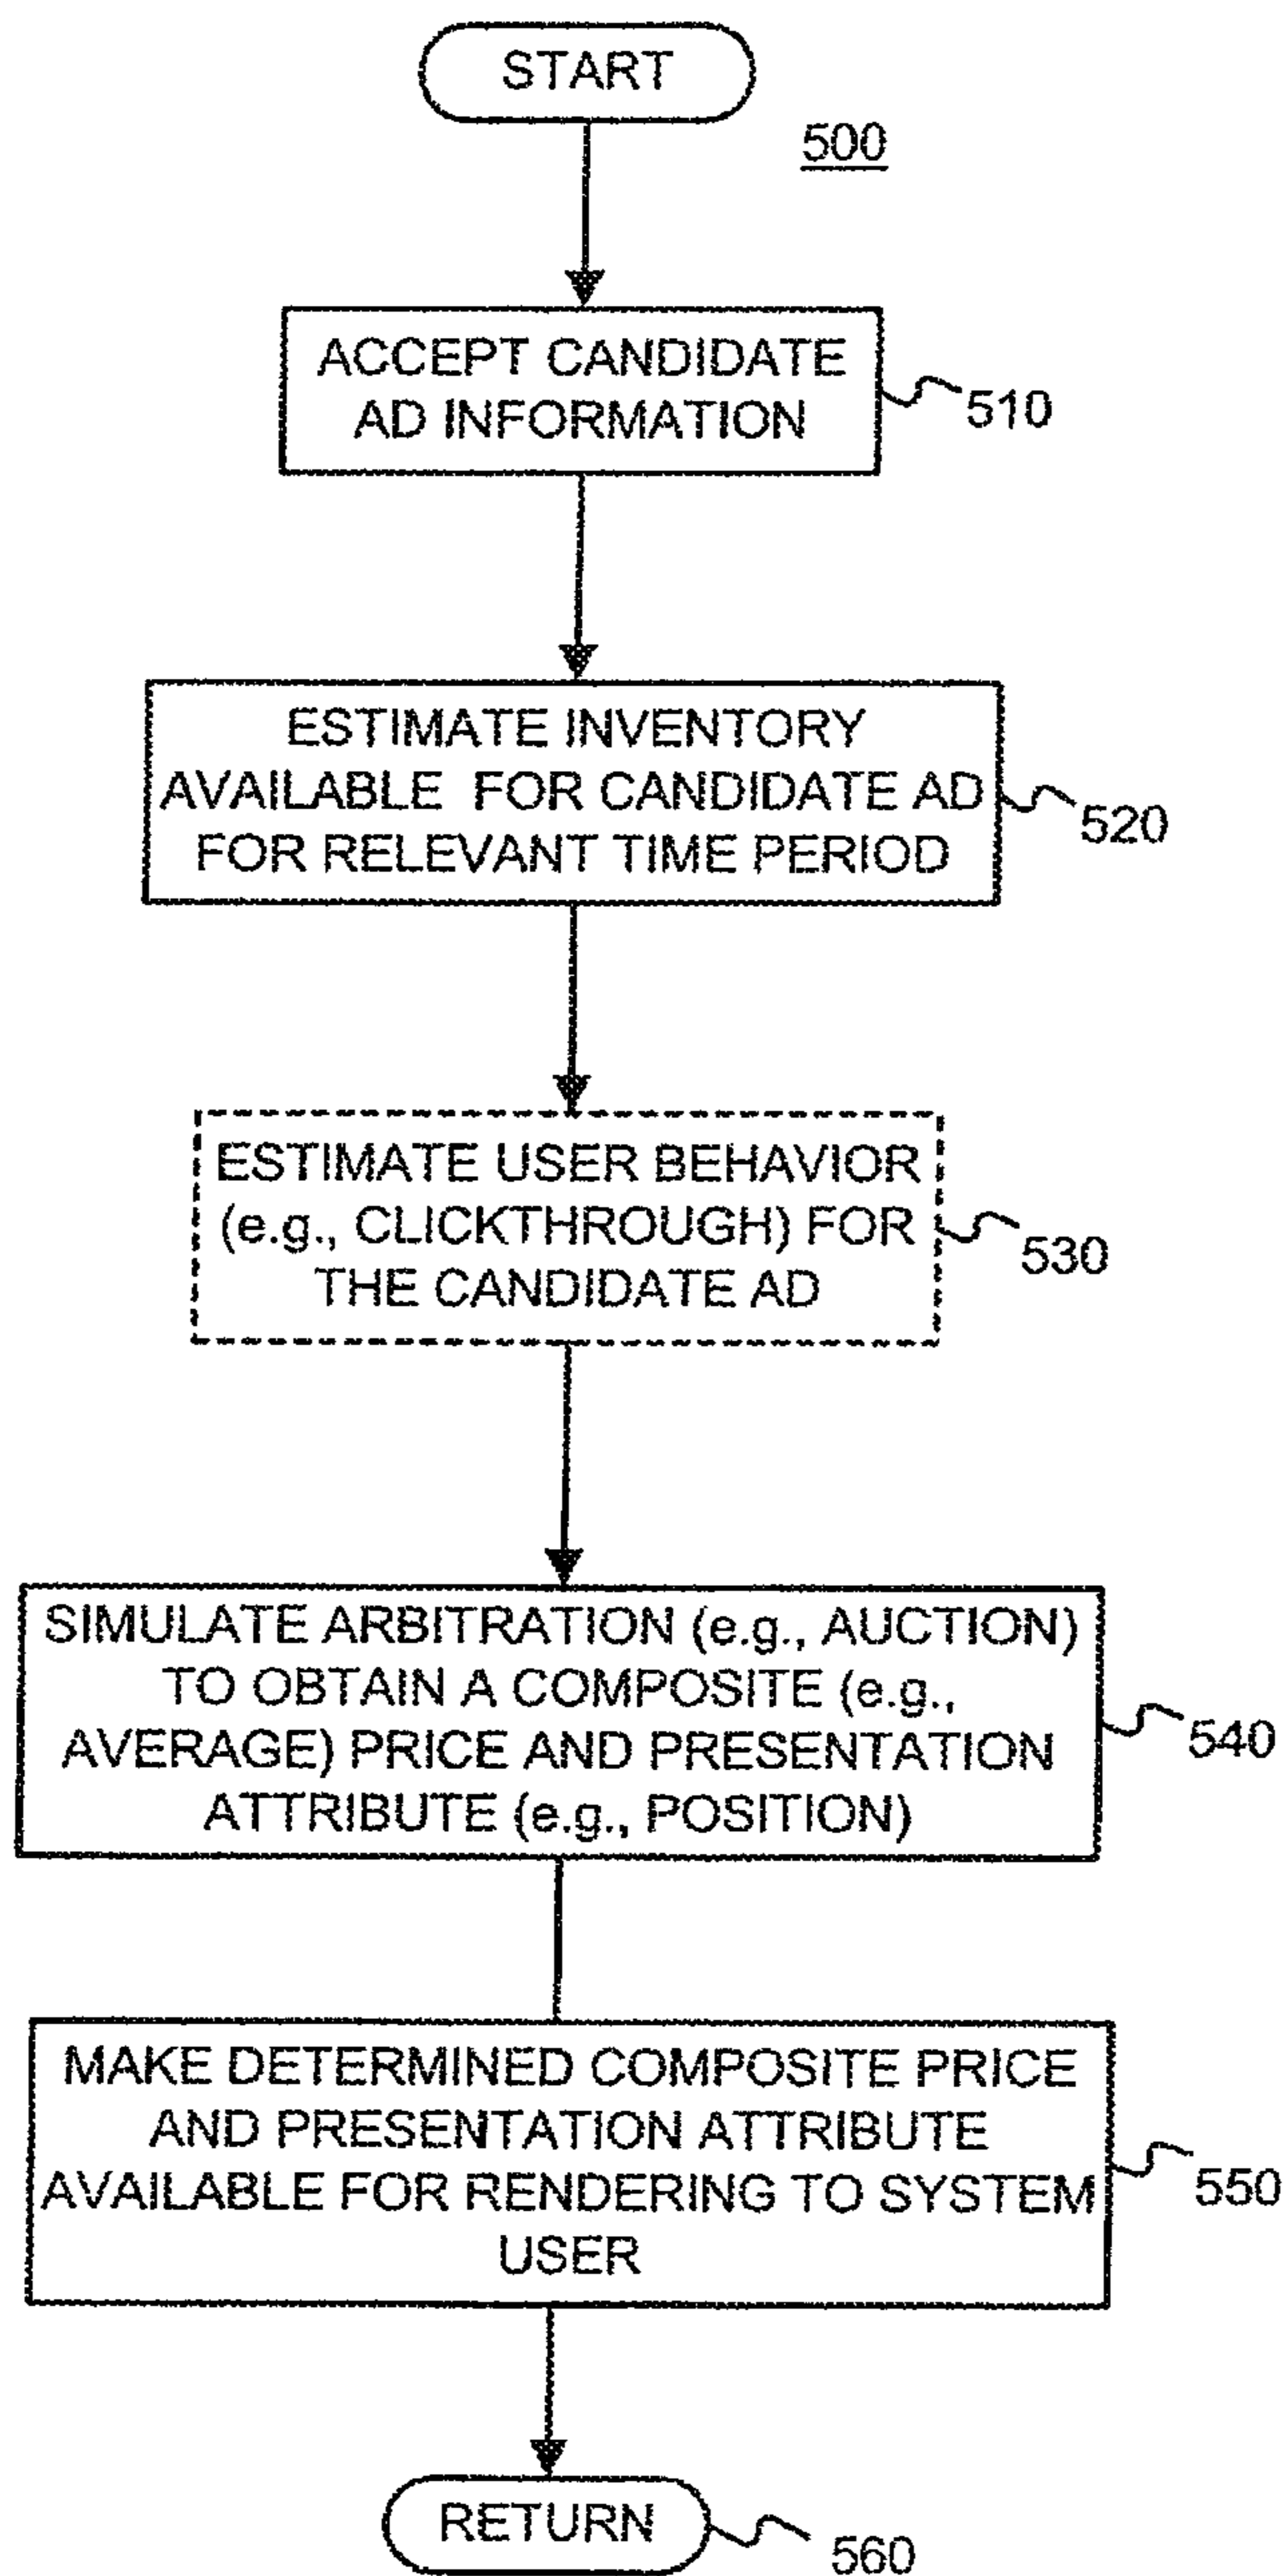 START
500
ACCEPT CANDIDATE
AD INFORMATION
510
ESTIMATE INVENTORY
AVAILABLE FOR CANDIDATE AD
FOR RELEVANT TIME PERIOD
520
ESTIMATE USER BEHAVIOR
(e.g., CLICKTHROUGH) FOR
THE CANDIDATE AD
530
SIMULATE ARBITRATION (e.g., AUCTION)
TO OBTAIN A COMPOSITE (e.g.,
AVERAGE) PRICE AND PRESENTATION
ATTRIBUTE (e.g., POSITION)
540
MAKE DETERMINED COMPOSITE PRICE
AND PRESENTATION ATTRIBUTE
AVAILABLE FOR RENDERING TO SYSTEM
USER
550
RETURN
560